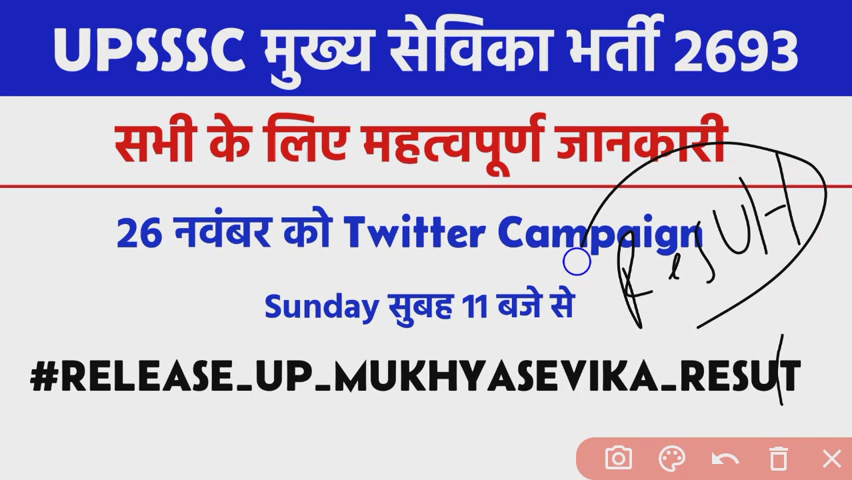 UPSSSC मुख्य सेविका भर्ती 2693
सभी के लिए महत्वपूर्ण जानकारी
26 नवंबर को Twitter Campaign
Sunday सुबह 11 बजे से
#RELEASE_UP_MUKHYASEVIKA_RESUT